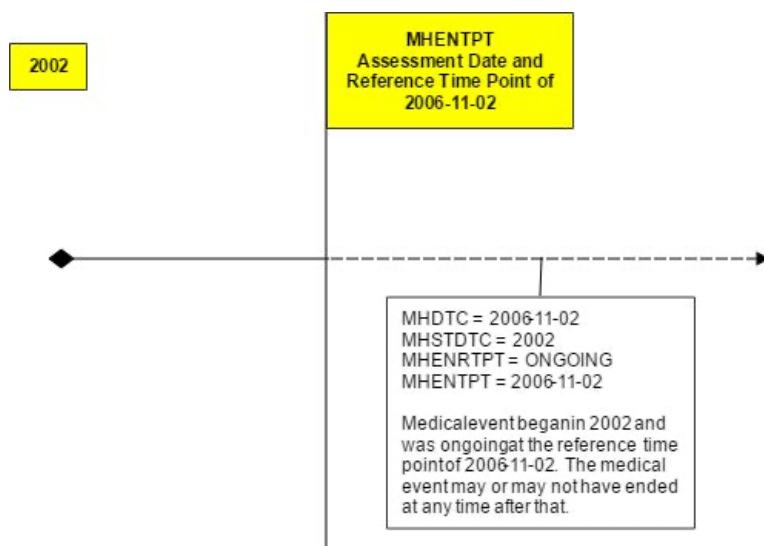 2002
MHENTPT
Assessment Date and
Reference Time Point of
2006-11-02
MHDTC = 2006-11-02
MHSTDTC = 2002
MHENRTPT = ONGOING
MHENTPT = 2006-11-02
Medicalevent beganin 2002 and
was ongoingat the reference time
pointof 2006-11-02. The medical
event may or may not have ended
at any time after that.